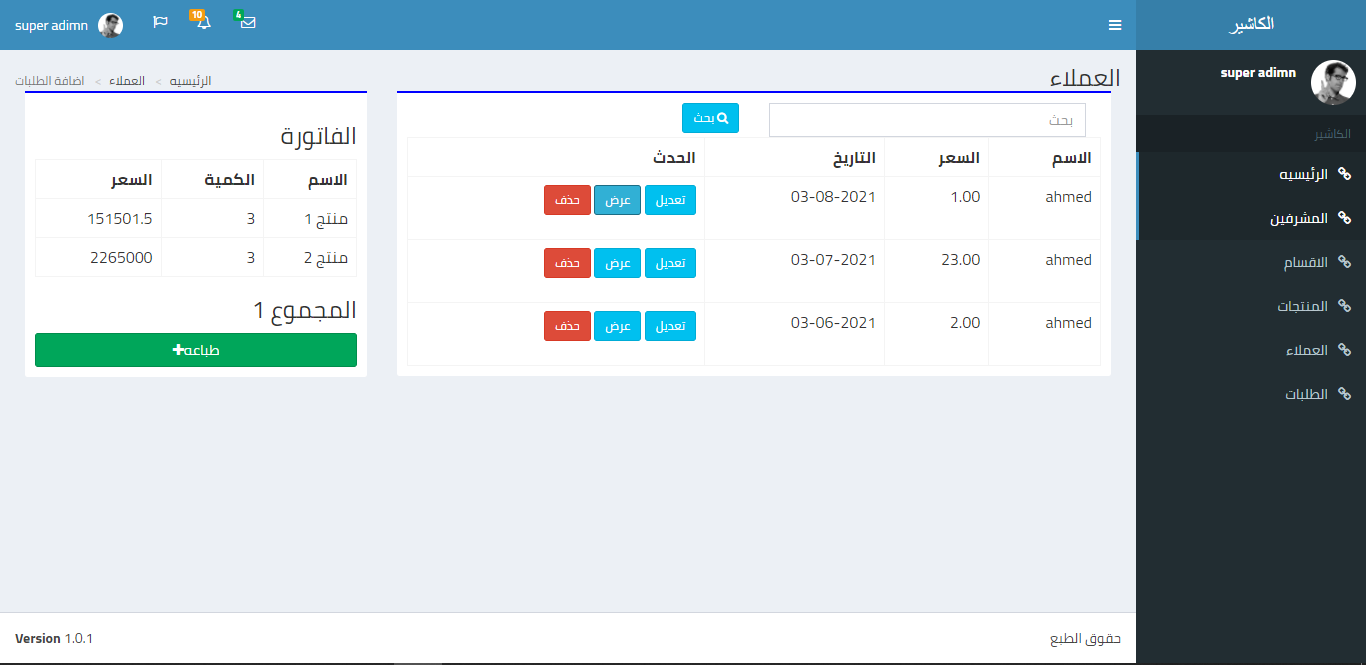 الكاشير
4
10
super adimn
super adimn
الكاشير
الرئيسيه
المشرفين
الاقسام
المنتجات
العملاء
الطلبات
العملاء
الرئيسيه > العملاء > اضافة الطلبات
بحث
بحث
الاسم السعر التاريخ الحدث
ahmed 1.00 03-08-2021 تعديل عرض حذف
ahmed 23.00 03-07-2021 تعديل عرض حذف
ahmed 2.00 03-06-2021 تعديل عرض حذف
الفاتورة
الاسم الكمية السعر
منتج 1 3 151501.5
منتج 2 3 2265000
المجموع 1
طباعه
حقوق الطبع
Version 1.0.1